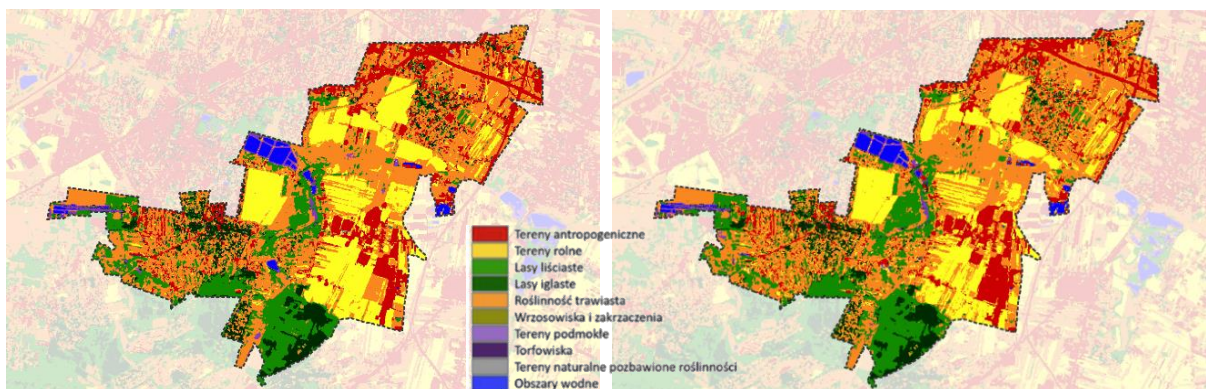 Tereny antropogeniczne
Tereny rolne
Lasy liściaste
Lasy iglaste
Roślinność trawiasta
Wrzosowiska i zakrzaczenia
Tereny podmokłe
Torfowiska
Tereny naturalne pozbawione roślinności
Obszary wodne